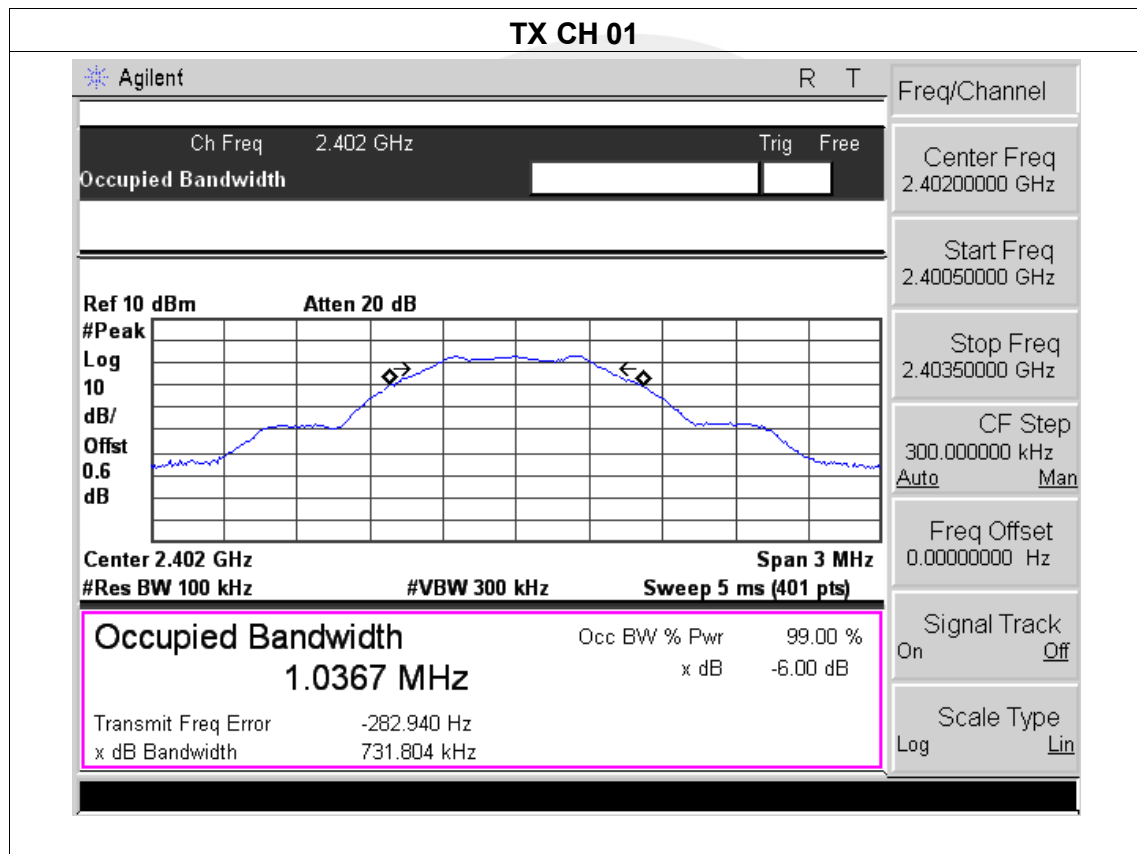 TX CH 01
Agilent R T
Ch Freq 2.402 GHz Trig Free
Occupied Bandwidth
Ref 10 dBm Atten 20 dB
#Peak
Log
10
dB/
Offst
0.6
dB
Center 2.402 GHz Span 3 MHz
#Res BW 100 kHz #VBW 300 kHz Sweep 5 ms (401 pts)
Occupied Bandwidth Occ BW % Pwr 99.00 %
1.0367 MHz x dB -6.00 dB
Transmit Freq Error -282.940 Hz
x dB Bandwidth 731.804 kHz
Freq/Channel
Center Freq
2.40200000 GHz
Start Freq
2.40050000 GHz
Stop Freq
2.40350000 GHz
CF Step
300.000000 kHz
Auto Man
Freq Offset
0.00000000 Hz
Signal Track
On Off
Scale Type
Log Lin